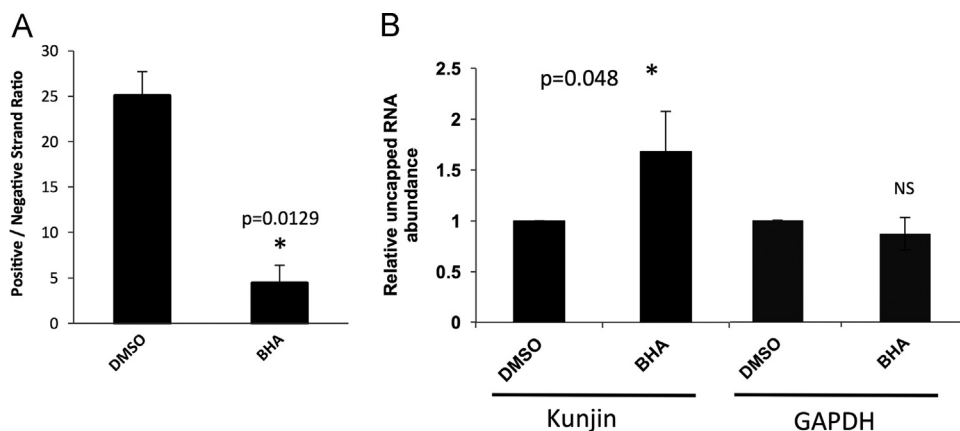 A
Positive / Negative Strand Ratio
30
25
20
15
10
5
0
p=0.0129
*
DMSO
BHA
B
Relative uncapped RNA
abundance
2.5
2
1.5
1
0.5
0
p=0.048
*
NS
DMSO
BHA
DMSO
BHA
Kunjin
GAPDH